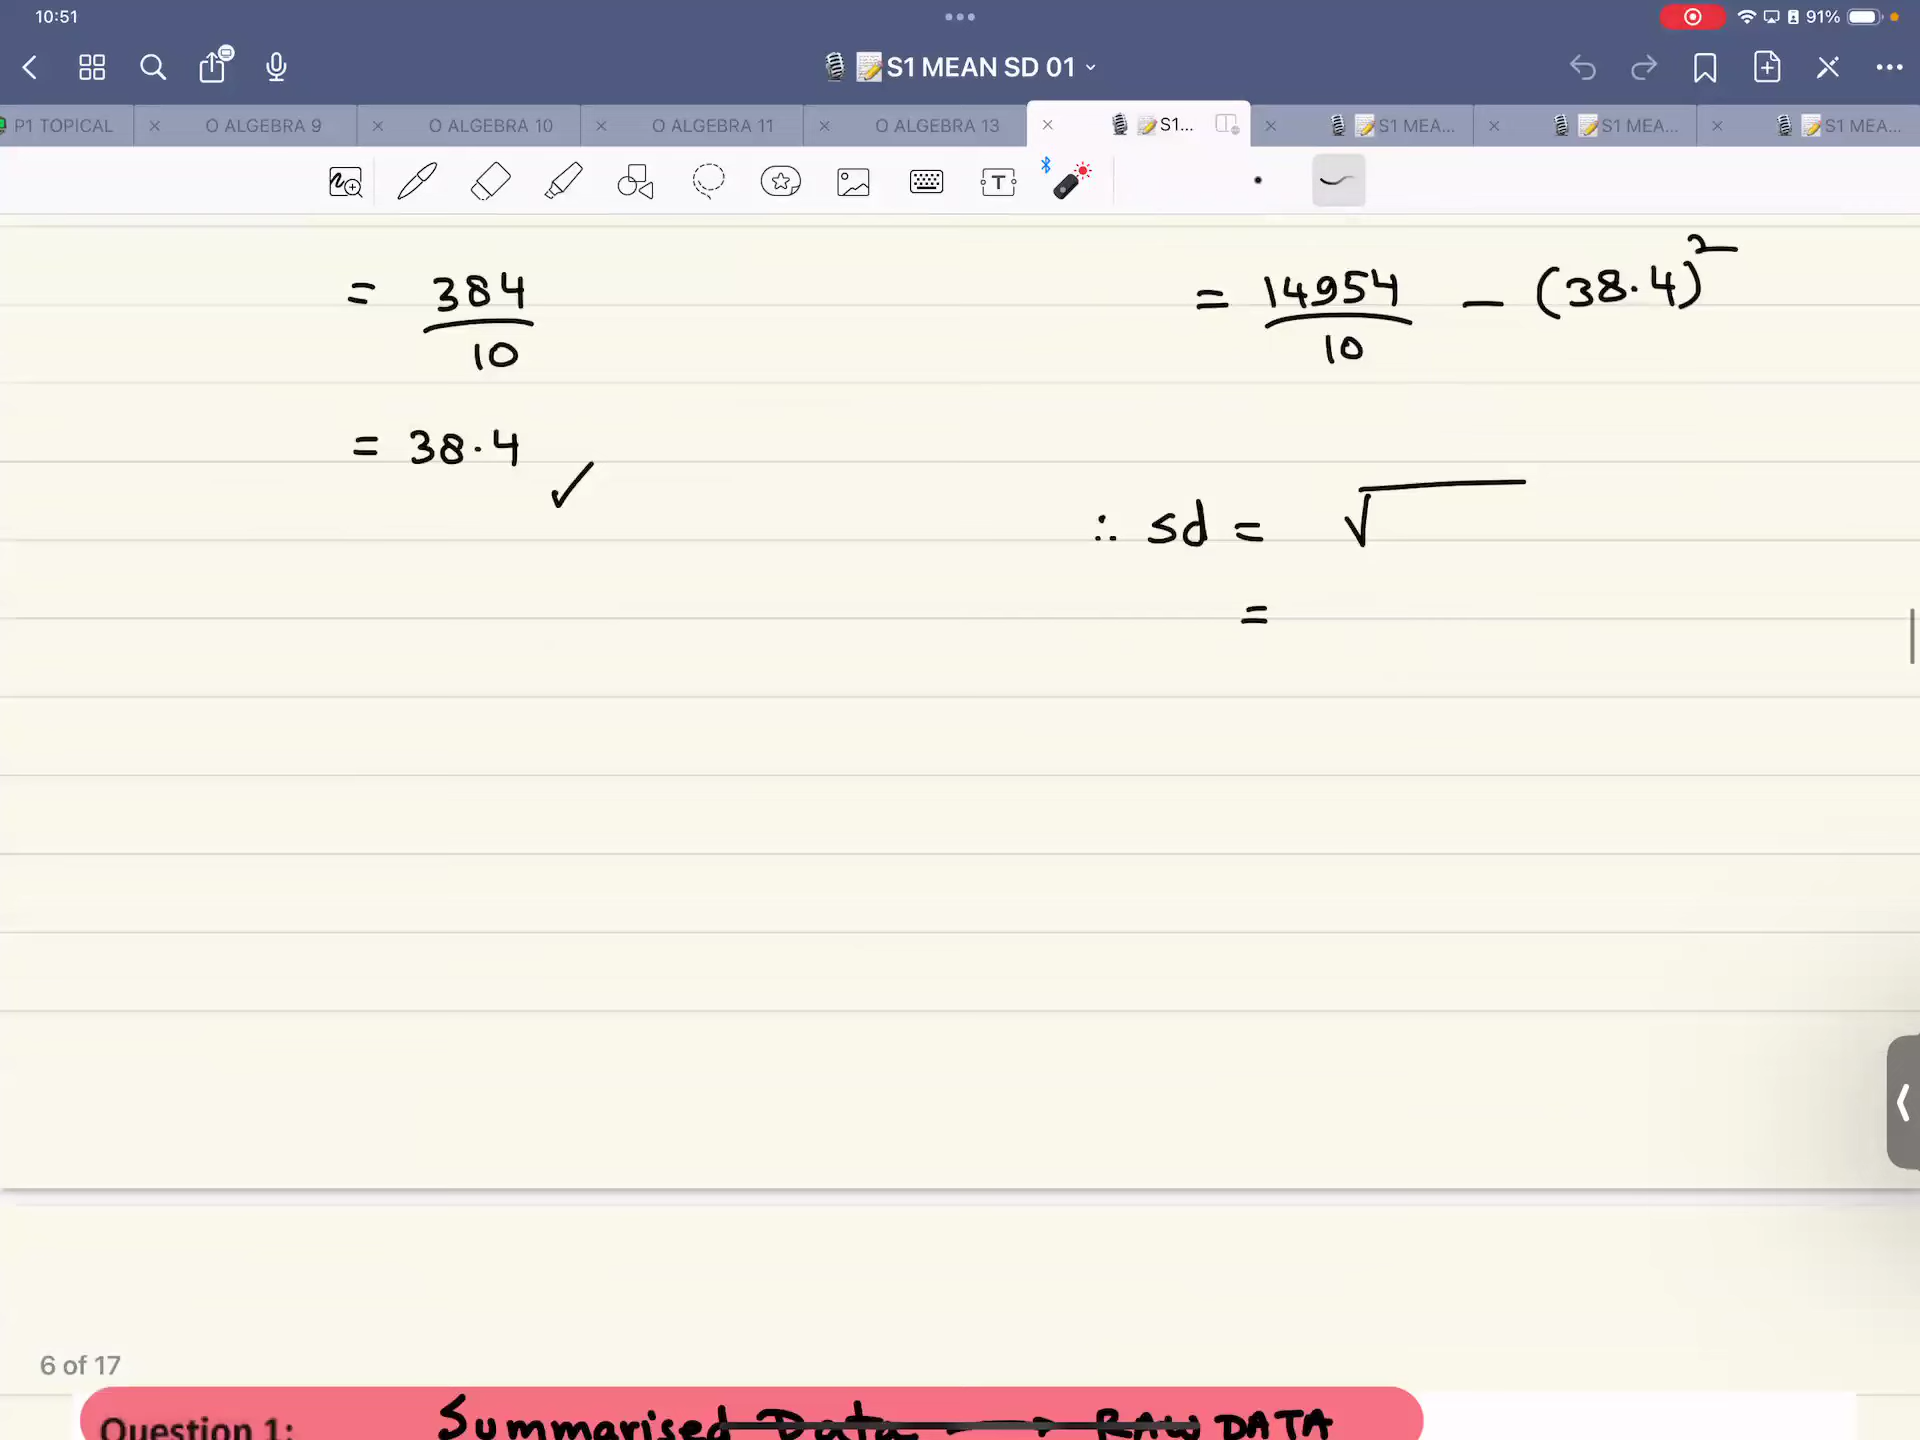 10:51
91%
S1 MEAN SD 01
P1 TOPICAL
O ALGEBRA 9
O ALGEBRA 10
O ALGEBRA 11
O ALGEBRA 13
S1...
S1 MEA...
S1 MEA...
S1 MEA...
= 384/10
= 38.4 ✓
= 14954/10 – (38.4)²
∴ sd = √
=
6 of 17
Question 1: Summarised Data → RAW DATA